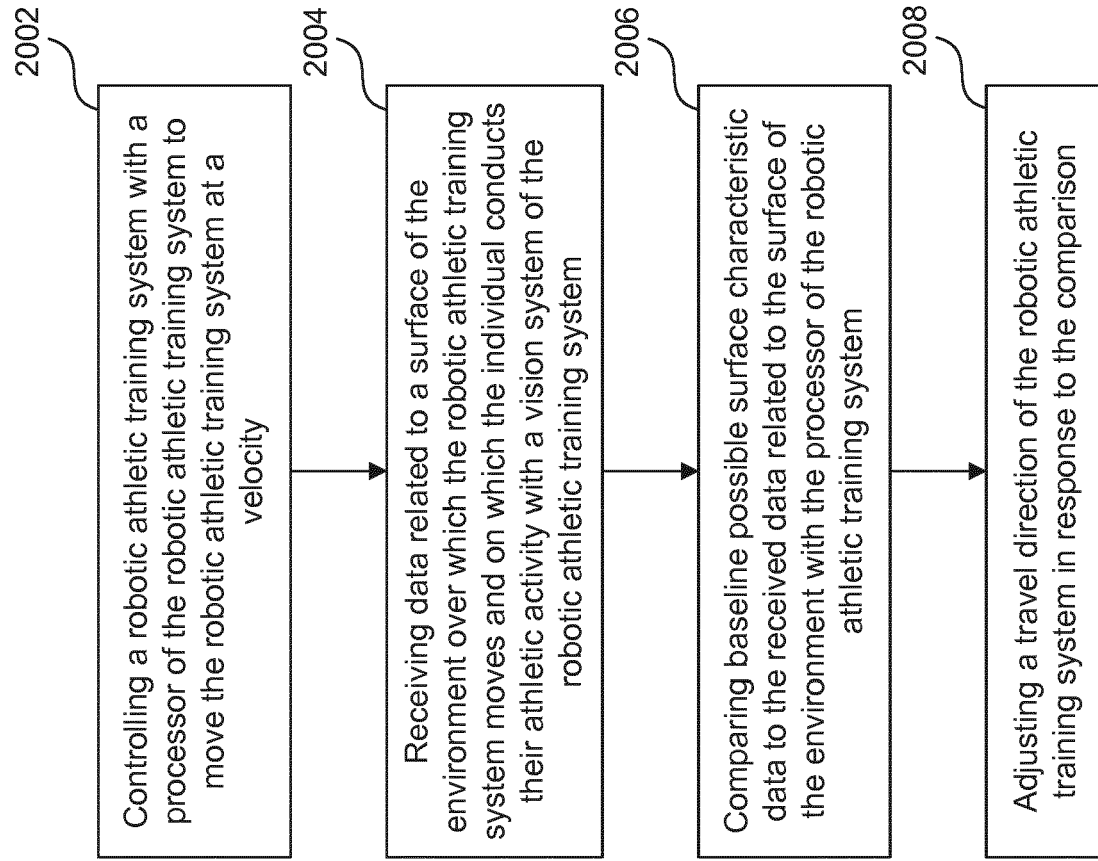 2002
Controlling a robotic athletic training system with a
processor of the robotic athletic training system to
move the robotic athletic training system at a
velocity
2004
Receiving data related to a surface of the
environment over which the robotic athletic training
system moves and on which the individual conducts
their athletic activity with a vision system of the
robotic athletic training system
2006
Comparing baseline possible surface characteristic
data to the received data related to the surface of
the environment with the processor of the robotic
athletic training system
2008
Adjusting a travel direction of the robotic athletic
training system in response to the comparison